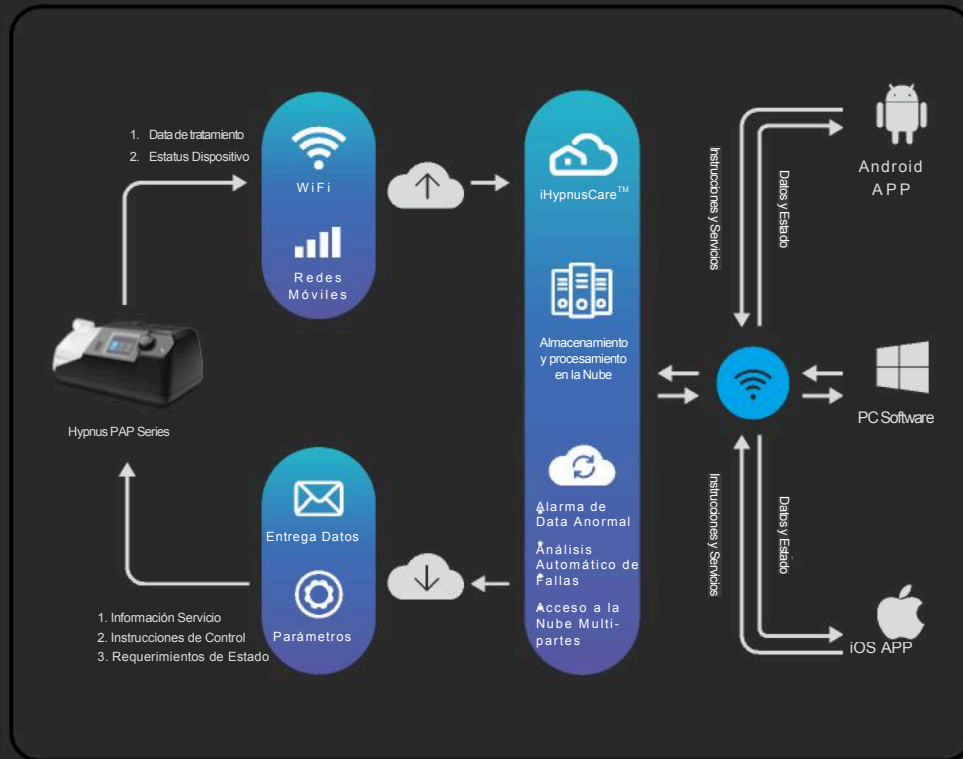 1. Data de tratamiento
2. Estatus Dispositivo
WiFi
Redes
Móviles
Hypnus PAP Series
Entrega Datos
Parámetros
1. Información Servicio
2. Instrucciones de Control
3. Requerimientos de Estado
iHypnusCare™
Almacenamiento
y procesamiento
en la Nube
Alarma de
Data Anormal
Análisis
Automático de
Fallas
Acceso a la
Nube Multi-
partes
Instrucciones y Servicios
Datos y Estado
Instrucciones y Servicios
Datos y Estado
Android
APP
PC Software
iOS APP